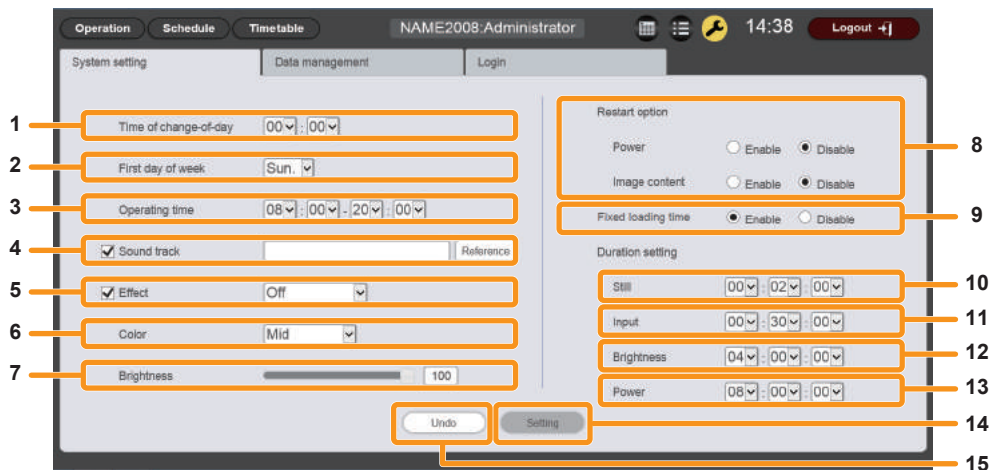 Operation Schedule Timetable NAME2008:Administrator 14:38 Logout
System setting Data management Login
1 Time of change-of-day 00 : 00
2 First day of week Sun.
3 Operating time 08 : 00 - 20 : 00
4 Sound track Reference
5 Effect Off
6 Color Mid
7 Brightness 100
Restart option
Power Enable Disable 8
Image content Enable Disable
Fixed loading time Enable Disable 9
Duration setting
Still 00 : 02 : 00 10
Input 00 : 30 : 00 11
Brightness 04 : 00 : 00 12
Power 08 : 00 : 00 13
Undo Setting 14
15